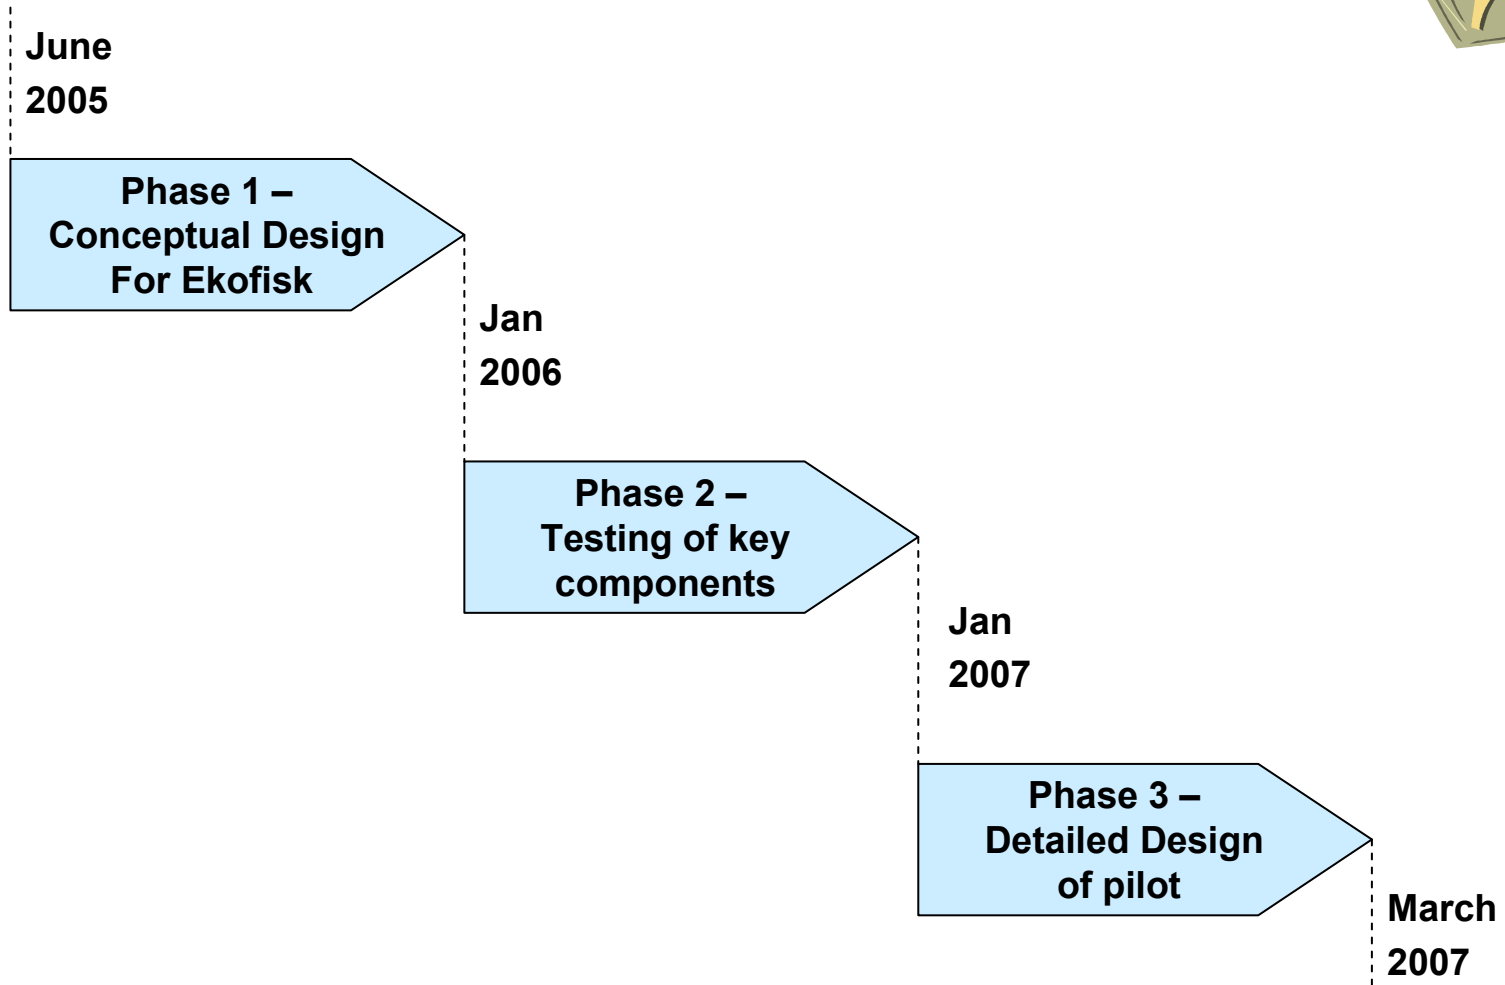 June
2005
Phase 1 –
Conceptual Design
For Ekofisk
Jan
2006
Phase 2 –
Testing of key
components
Jan
2007
Phase 3 –
Detailed Design
of pilot
March
2007